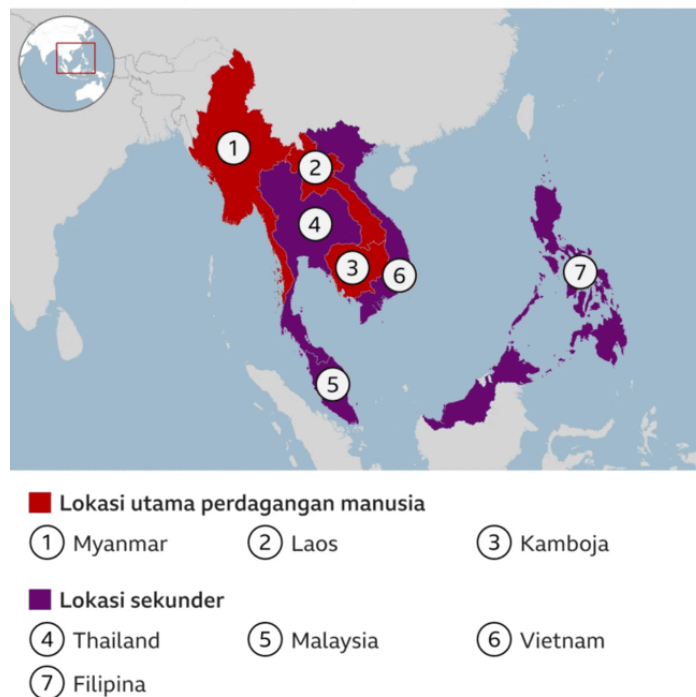 1
2
4
3
6
7
5
Lokasi utama perdagangan manusia
1 Myanmar
2 Laos
3 Kamboja
Lokasi sekunder
4 Thailand
5 Malaysia
6 Vietnam
7 Filipina